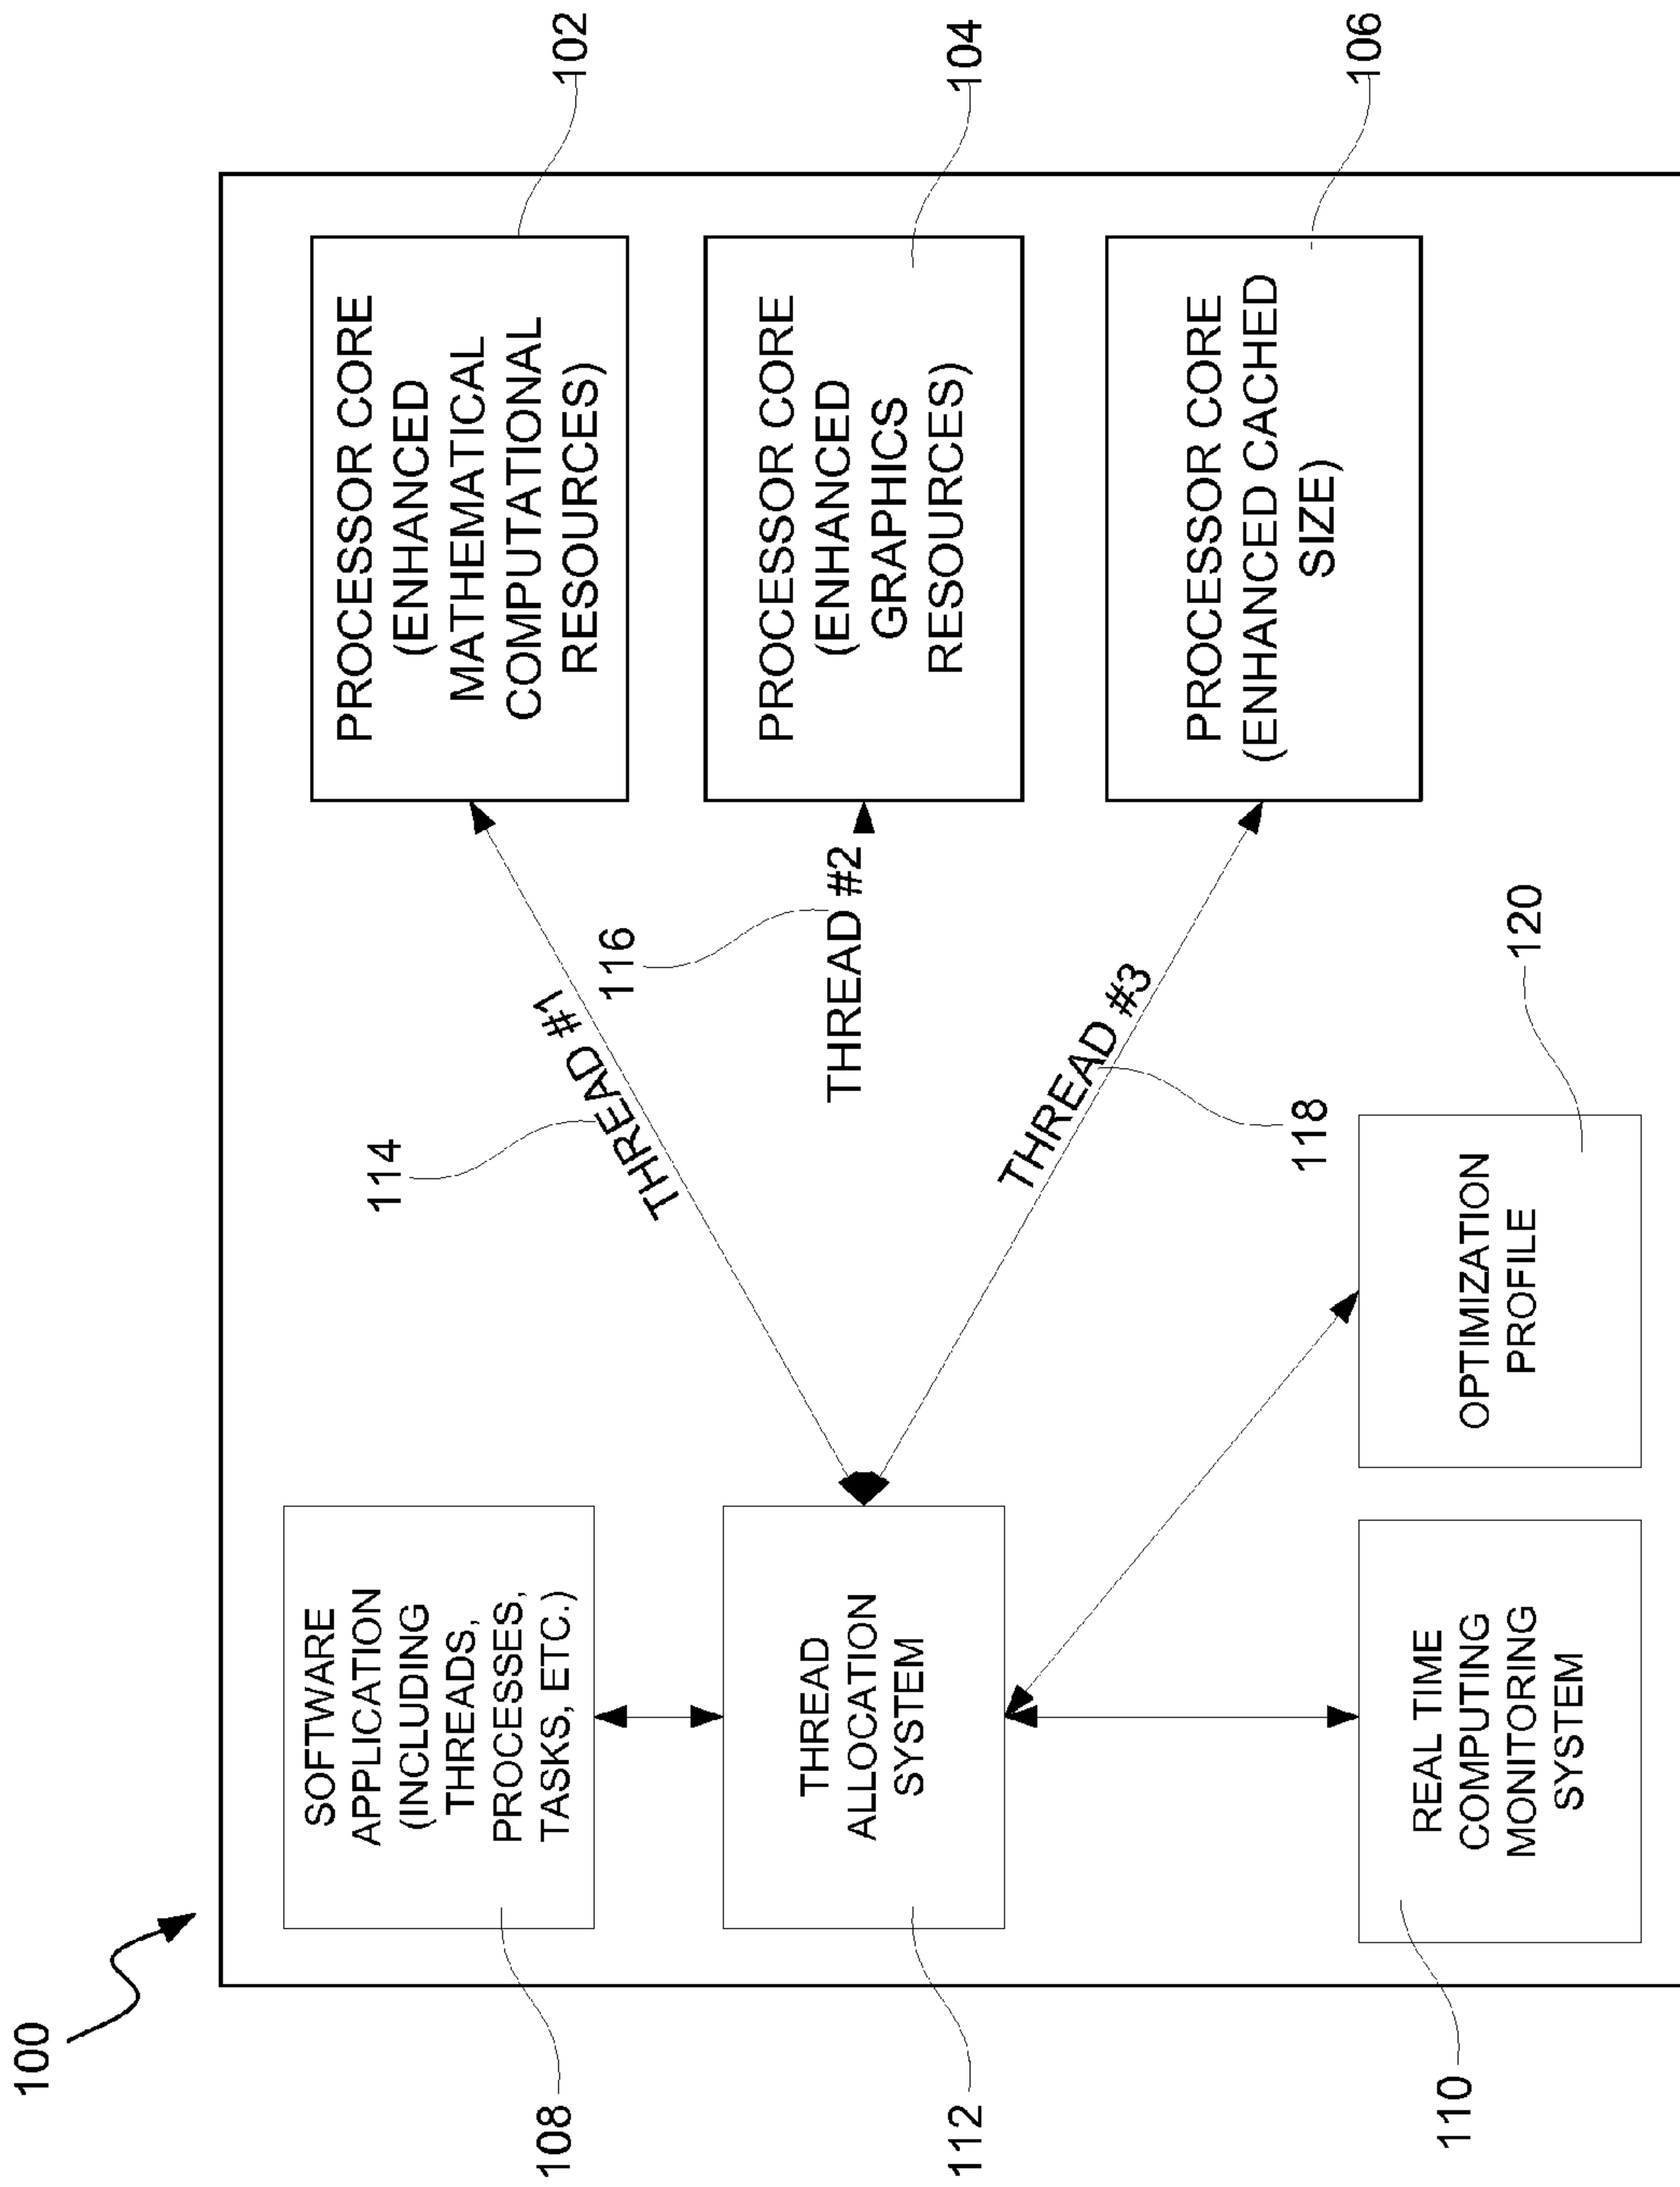 100
108
SOFTWARE
APPLICATION
(INCLUDING
THREADS,
PROCESSES,
TASKS, ETC.)
112
THREAD
ALLOCATION
SYSTEM
110
REAL TIME
COMPUTING
MONITORING
SYSTEM
OPTIMIZATION
PROFILE
120
114
THREAD #1
116
THREAD #2
THREAD #3
118
PROCESSOR CORE
(ENHANCED
MATHEMATICAL
COMPUTATIONAL
RESOURCES)
102
PROCESSOR CORE
(ENHANCED
GRAPHICS
RESOURCES)
104
PROCESSOR CORE
(ENHANCED CACHED
SIZE)
106